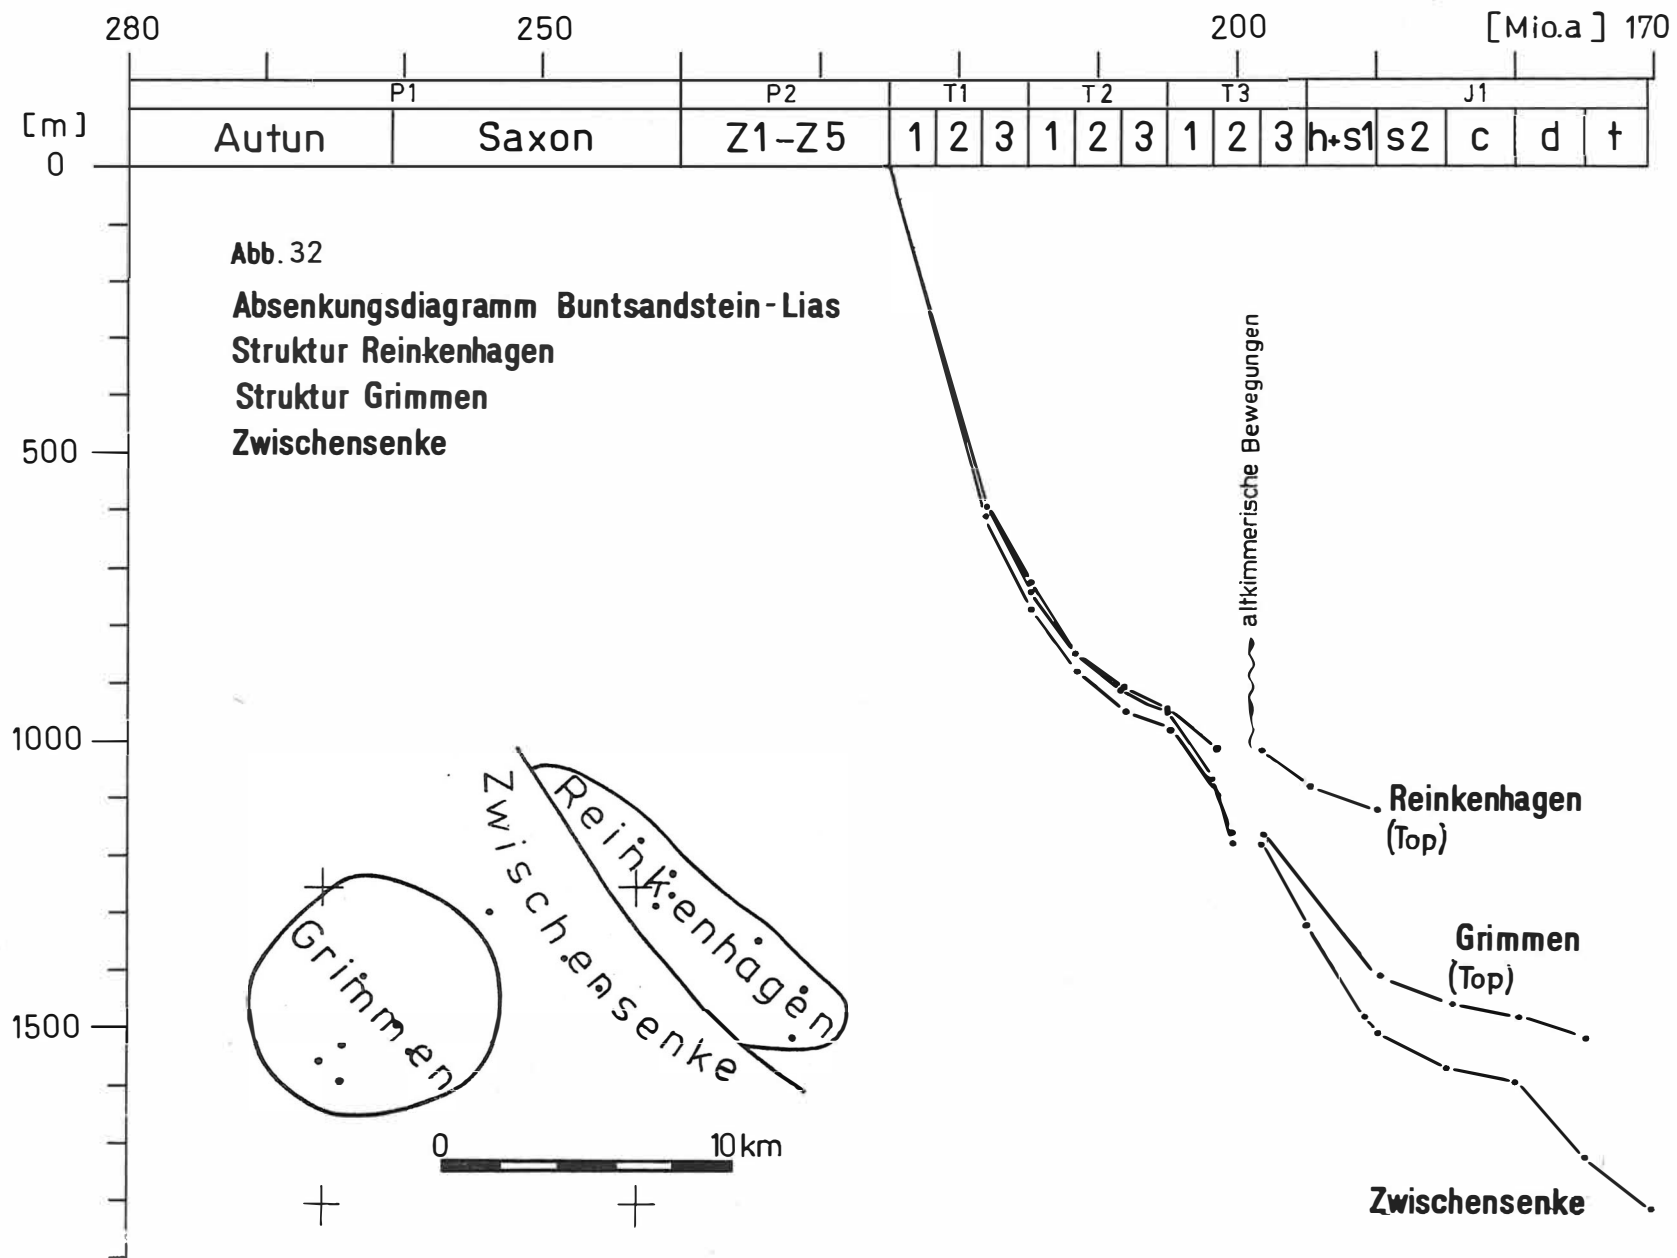 280 250 200 [Mio.a] 170
P1 P2 T1 T2 T3 J1
[m] Autun Saxon Z1-Z5 1 2 3 1 2 3 1 2 3 h+s1 s2 c d t
0
Abb. 32
Absenkungsdiagramm Buntsandstein-Lias
Struktur Reinkenhagen
Struktur Grimmen
Zwischensenke
500
altkimmerische Bewegungen
1000
Reinkenhagen
(Top)
Grimmen
(Top)
1500
Zwischensenke
Reinkenhagen
Zwischensenke
Grimmen
0 10 km